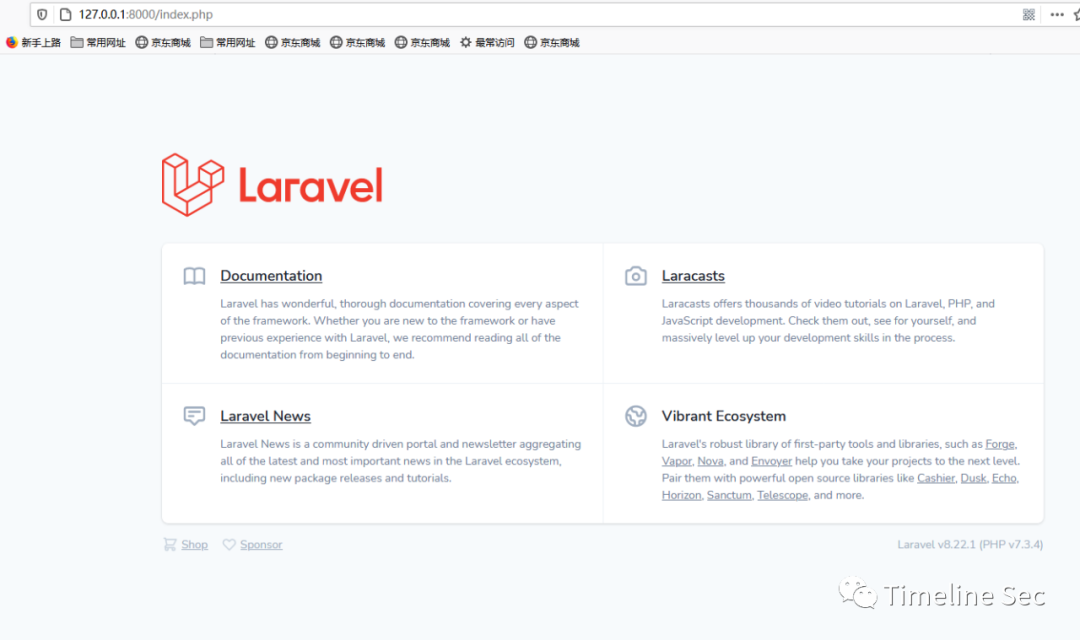 127.0.0.1:8000/index.php
新手上路 常用网址 京东商城 常用网址 京东商城 京东商城 京东商城 最常访问 京东商城
Laravel
Documentation
Laravel has wonderful, thorough documentation covering every aspect
of the framework. Whether you are new to the framework or have
previous experience with Laravel, we recommend reading all of the
documentation from beginning to end.
Laracasts
Laracasts offers thousands of video tutorials on Laravel, PHP, and
JavaScript development. Check them out, see for yourself, and
massively level up your development skills in the process.
Laravel News
Laravel News is a community driven portal and newsletter aggregating
all of the latest and most important news in the Laravel ecosystem,
including new package releases and tutorials.
Vibrant Ecosystem
Laravel's robust library of first-party tools and libraries, such as Forge,
Vapor, Nova, and Envoyer help you take your projects to the next level.
Pair them with powerful open source libraries like Cashier, Dusk, Echo,
Horizon, Sanctum, Telescope, and more.
Shop Sponsor
Laravel v8.22.1 (PHP v7.3.4)
Timeline Sec